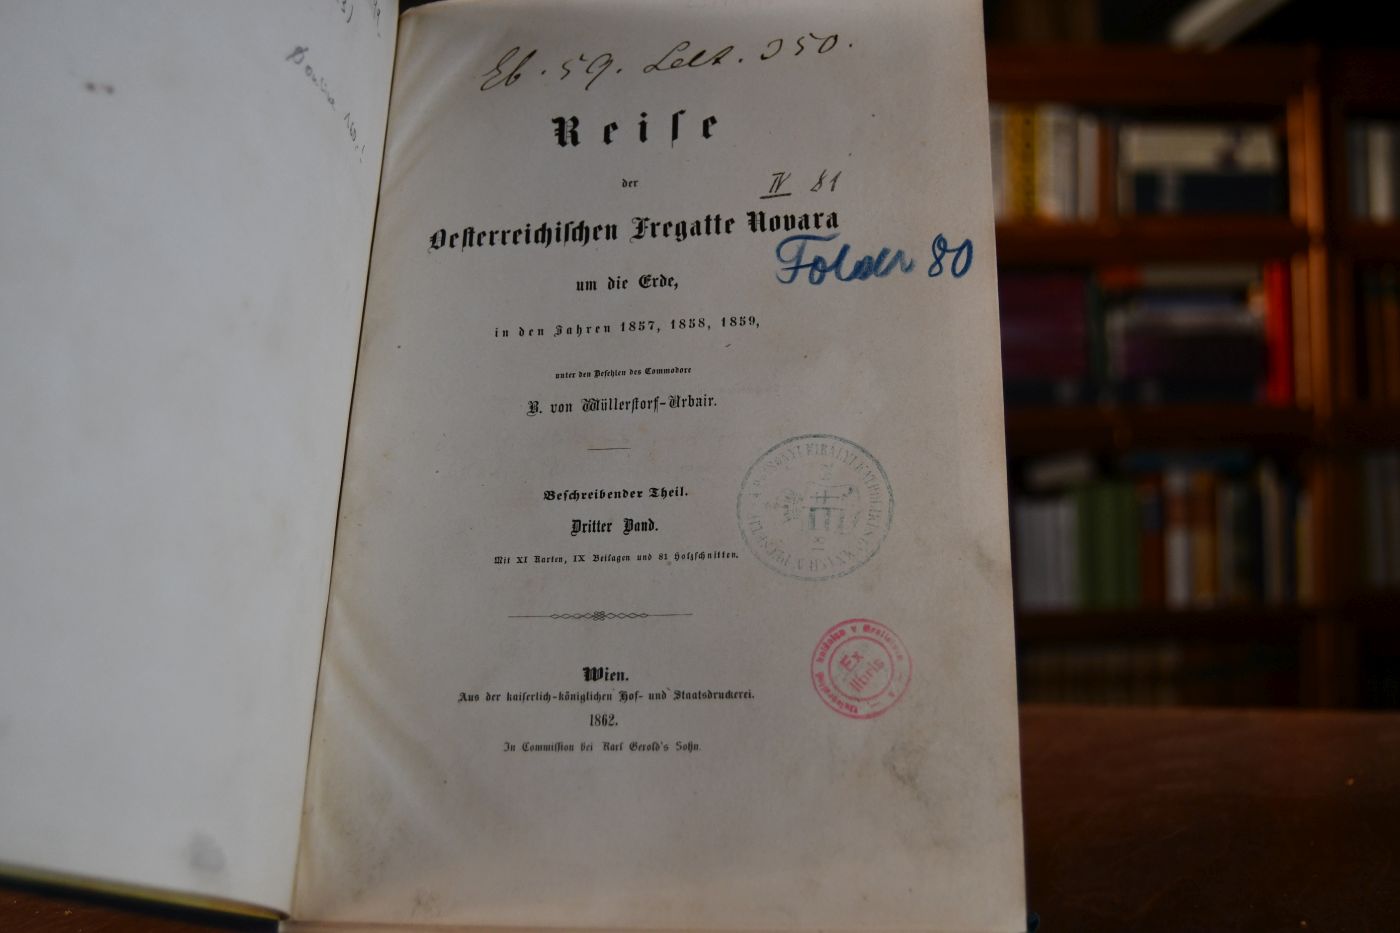 Eb. 59. Lelt. 350.
Reise
der
IV 81
Oesterreichischen Fregatte Novara
Folder 80
um die Erde,
in den Jahren 1857, 1858, 1859,
unter den Befehlen des Commodore
B. von Wüllerstorf-Urbair.
Beschreibender Theil.
Dritter Band.
Mit XI Karten, IX Beilagen und 81 Holzschnitten.
Ex
libris
Wien.
Aus der kaiserlich-königlichen Hof- und Staatsdruckerei.
1862.
In Commission bei Karl Gerold's Sohn.